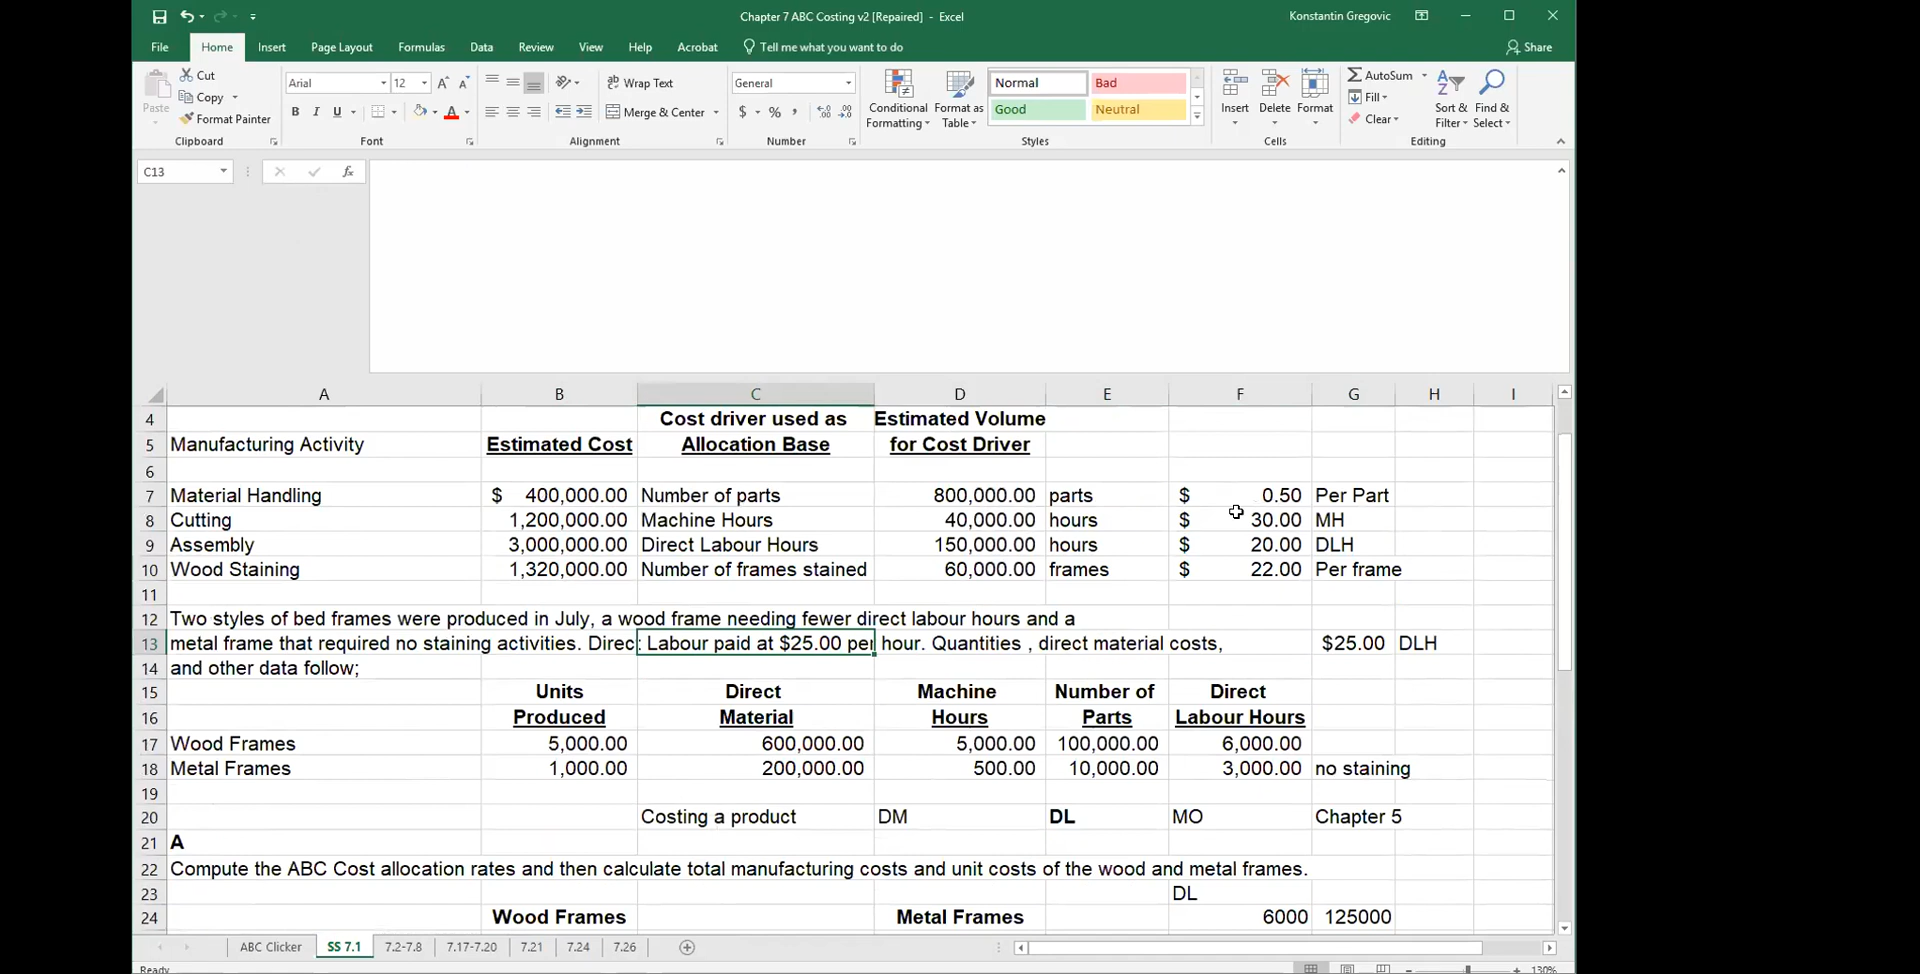 Chapter 7 ABC Costing v2 [Repaired] - Excel
Konstantin Gregovic
File Home Insert Page Layout Formulas Data Review View Help Acrobat Tell me what you want to do Share
Paste
Cut
Copy
Format Painter
Clipboard
Arial 12
B I U
Font
Wrap Text
Merge & Center
Alignment
General
$ % ,
Number
Conditional Formatting
Format as Table
Normal Bad
Good Neutral
Styles
Insert Delete Format
Cells
AutoSum
Fill
Clear
Sort & Filter
Find & Select
Editing
C13
fx
A B C D E F G H I
4 Cost driver used as Estimated Volume
5 Manufacturing Activity Estimated Cost Allocation Base for Cost Driver
6
7 Material Handling $ 400,000.00 Number of parts 800,000.00 parts $ 0.50 Per Part
8 Cutting 1,200,000.00 Machine Hours 40,000.00 hours $ 30.00 MH
9 Assembly 3,000,000.00 Direct Labour Hours 150,000.00 hours $ 20.00 DLH
10 Wood Staining 1,320,000.00 Number of frames stained 60,000.00 frames $ 22.00 Per frame
11
12 Two styles of bed frames were produced in July, a wood frame needing fewer direct labour hours and a
13 metal frame that required no staining activities. Direct Labour paid at $25.00 per hour. Quantities , direct material costs, $25.00 DLH
14 and other data follow;
15 Units Direct Machine Number of Direct
16 Produced Material Hours Parts Labour Hours
17 Wood Frames 5,000.00 600,000.00 5,000.00 100,000.00 6,000.00
18 Metal Frames 1,000.00 200,000.00 500.00 10,000.00 3,000.00 no staining
19
20 Costing a product DM DL MO Chapter 5
21 A
22 Compute the ABC Cost allocation rates and then calculate total manufacturing costs and unit costs of the wood and metal frames.
23 DL
24 Wood Frames Metal Frames 6000 125000
ABC Clicker SS 7.1 7.2-7.8 7.17-7.20 7.21 7.24 7.26
Ready 130%